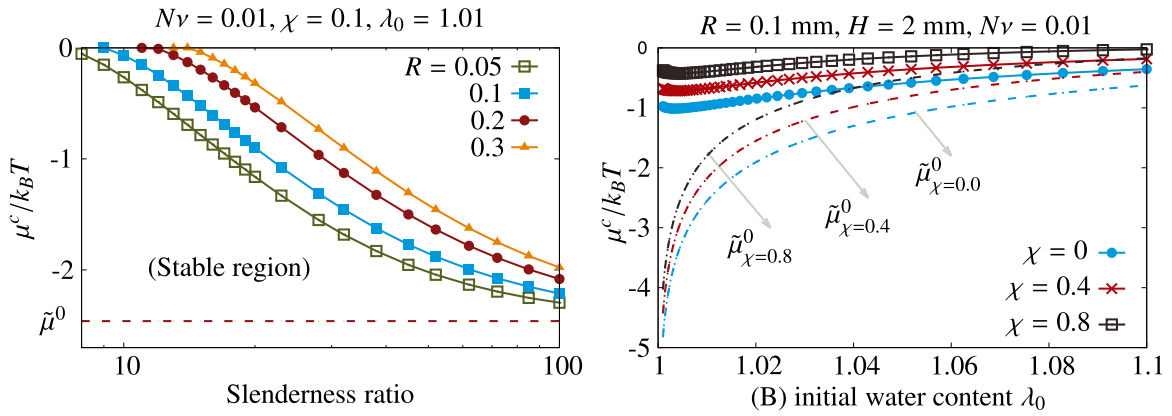 Nν = 0.01, χ = 0.1, λ₀ = 1.01
0
-1
-2
μ̃⁰
μᶜ/k_BT
R = 0.05
0.1
0.2
0.3
(Stable region)
10
100
Slenderness ratio
R = 0.1 mm, H = 2 mm, Nν = 0.01
0
-1
-2
-3
-4
-5
μᶜ/k_BT
μ̃⁰_χ=0.0
μ̃⁰_χ=0.4
μ̃⁰_χ=0.8
χ = 0
χ = 0.4
χ = 0.8
1
1.02
1.04
1.06
1.08
1.1
(B) initial water content λ₀